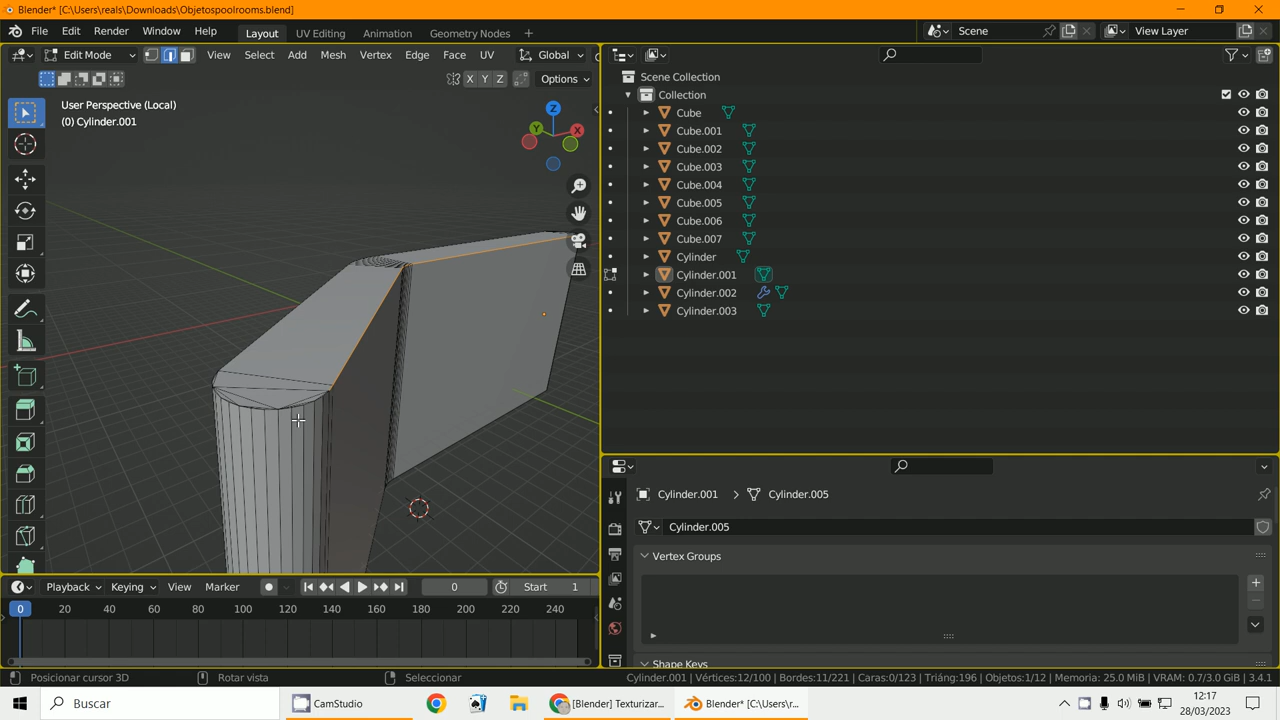 Blender* [C:\Users\reals\Downloads\Objetospoolrooms.blend]
File Edit Render Window Help Layout UV Editing Animation Geometry Nodes + Scene View Layer
Edit Mode View Select Add Mesh Vertex Edge Face UV Global
X Y Z Options
User Perspective (Local)
(0) Cylinder.001
Z
Y
X
Scene Collection
Collection
Cube
Cube.001
Cube.002
Cube.003
Cube.004
Cube.005
Cube.006
Cube.007
Cylinder
Cylinder.001
Cylinder.002
Cylinder.003
Cylinder.001 > Cylinder.005
Cylinder.005
Vertex Groups
Shape Keys
Playback Keying View Marker 0 Start 1
0 20 40 60 80 100 120 140 160 180 200 220 240
Posicionar cursor 3D Rotar vista Seleccionar Cylinder.001 | Vértices:12/100 | Bordes:11/221 | Caras:0/123 | Triáng:196 | Objetos:1/12 | Memoria: 25.0 MiB | VRAM: 0.7/3.0 GiB | 3.4.1
Buscar CamStudio [Blender] Texturizar... Blender* [C:\Users\r... 12:17
28/03/2023